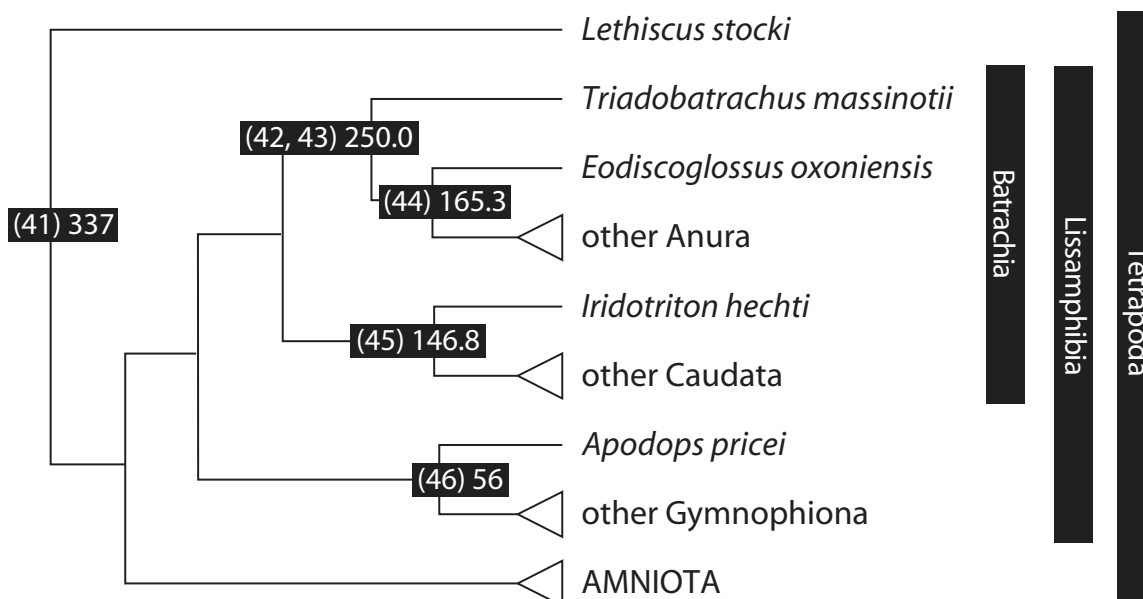 Lethiscus stocki
Triadobatrachus massinotii
(42, 43) 250.0
Eodiscoglossus oxoniensis
(44) 165.3
(41) 337
other Anura
Iridotriton hechti
(45) 146.8
other Caudata
Apodops pricei
(46) 56
other Gymnophiona
AMNIOTA
Batrachia
Lissamphibia
Tetrapoda